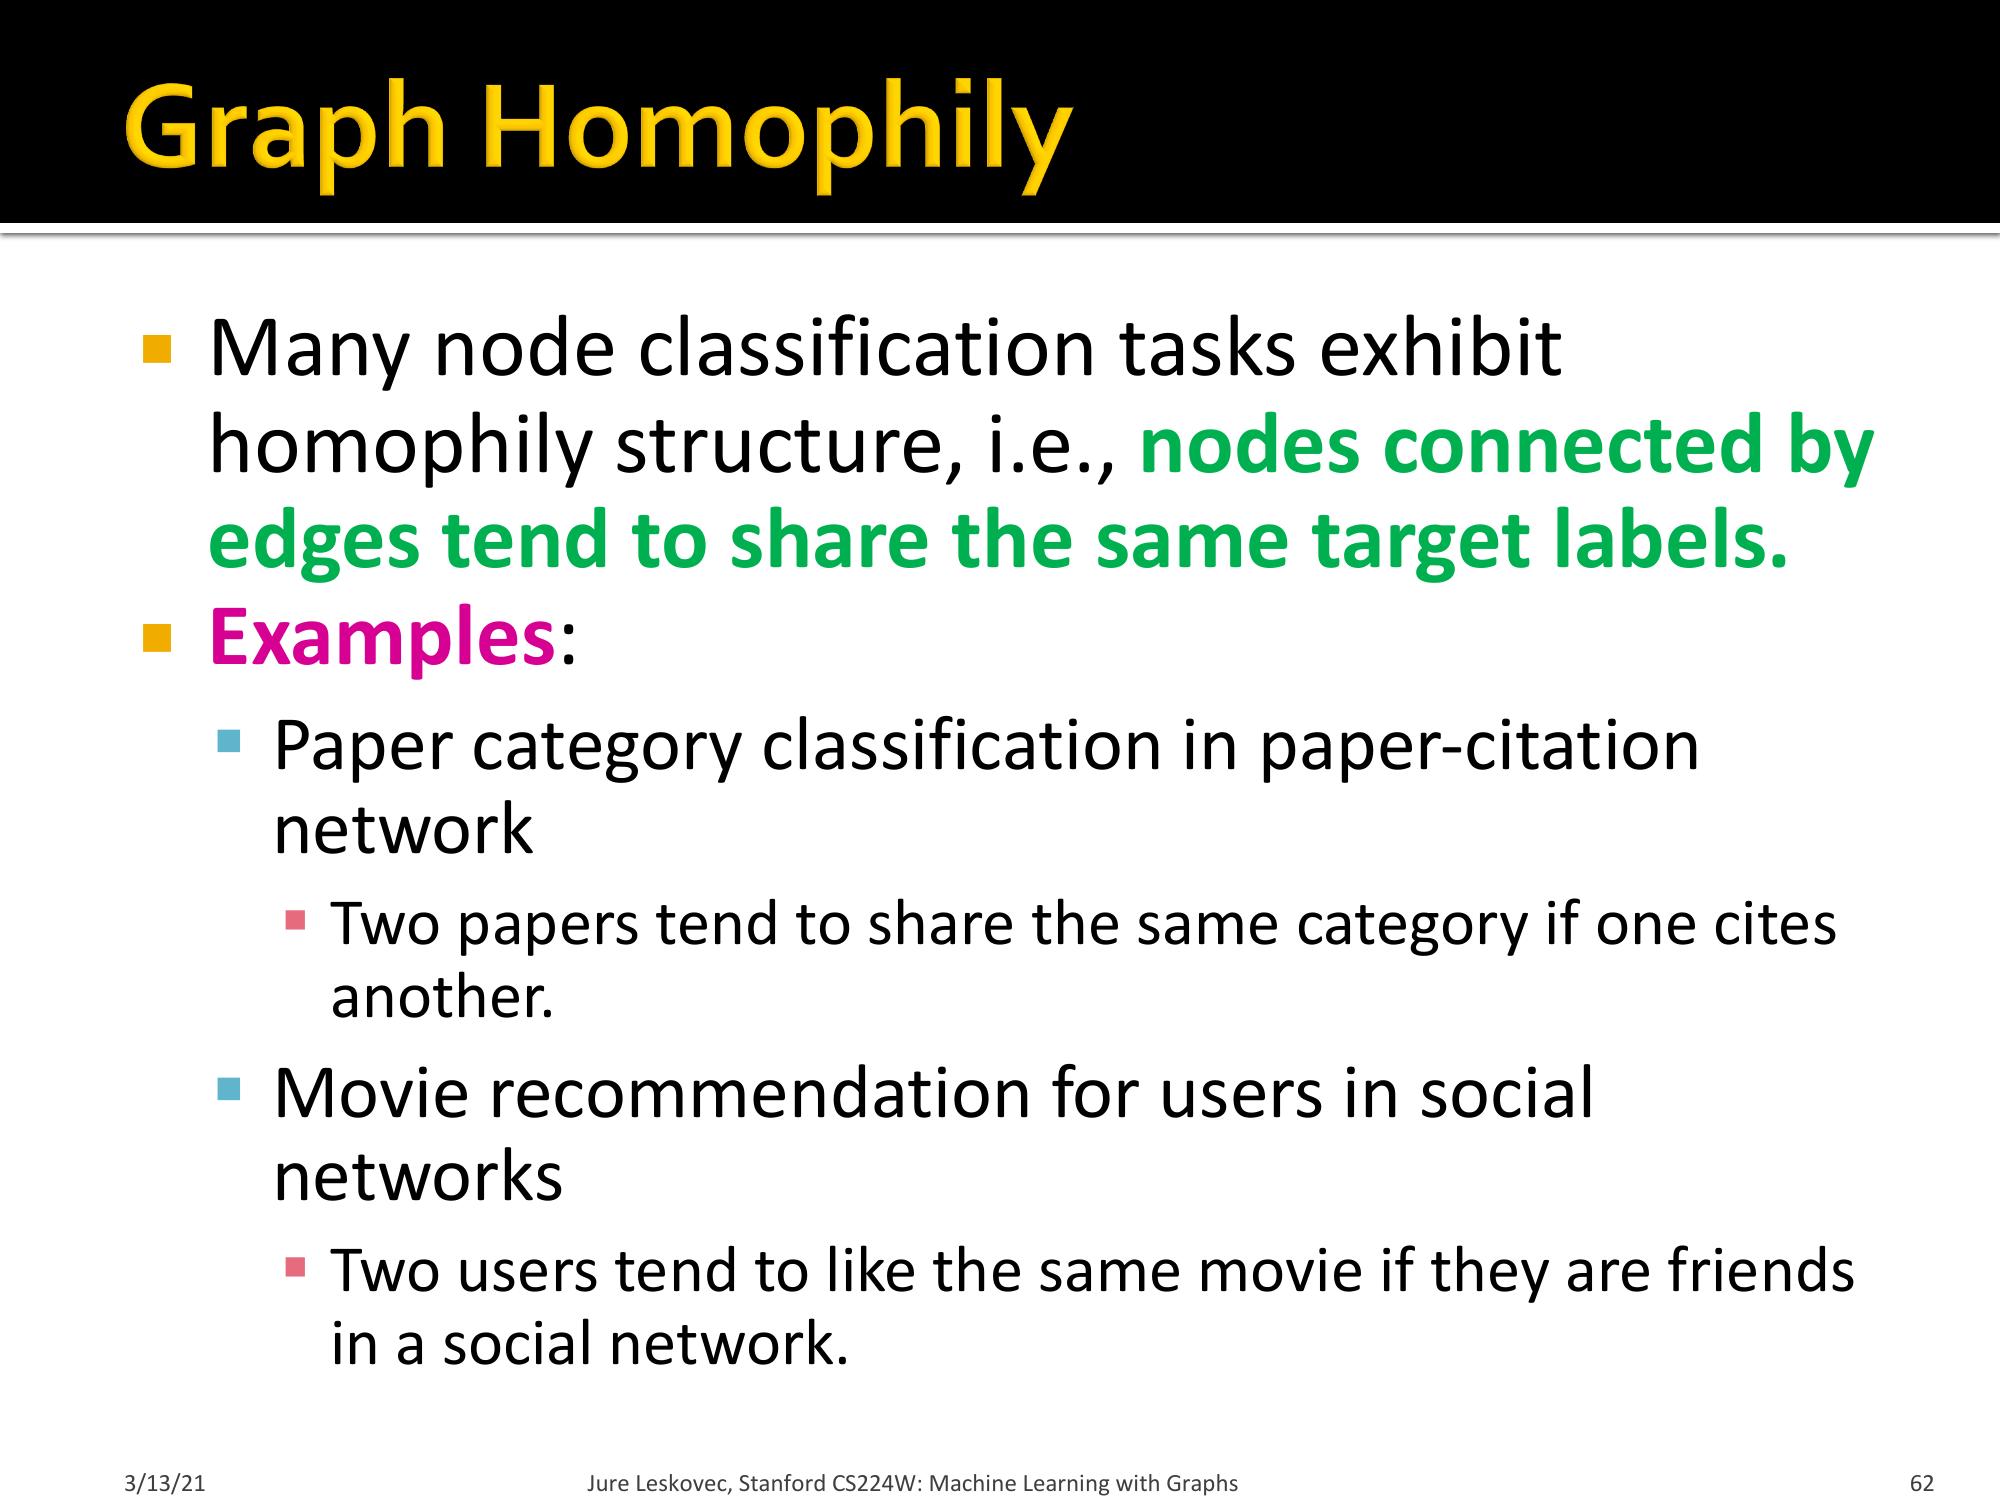 Graph Homophily
Many node classification tasks exhibit
homophily structure, i.e., nodes connected by
edges tend to share the same target labels.
Examples:
Paper category classification in paper-citation
network
Two papers tend to share the same category if one cites
another.
Movie recommendation for users in social
networks
Two users tend to like the same movie if they are friends
in a social network.
3/13/21
Jure Leskovec, Stanford CS224W: Machine Learning with Graphs
62